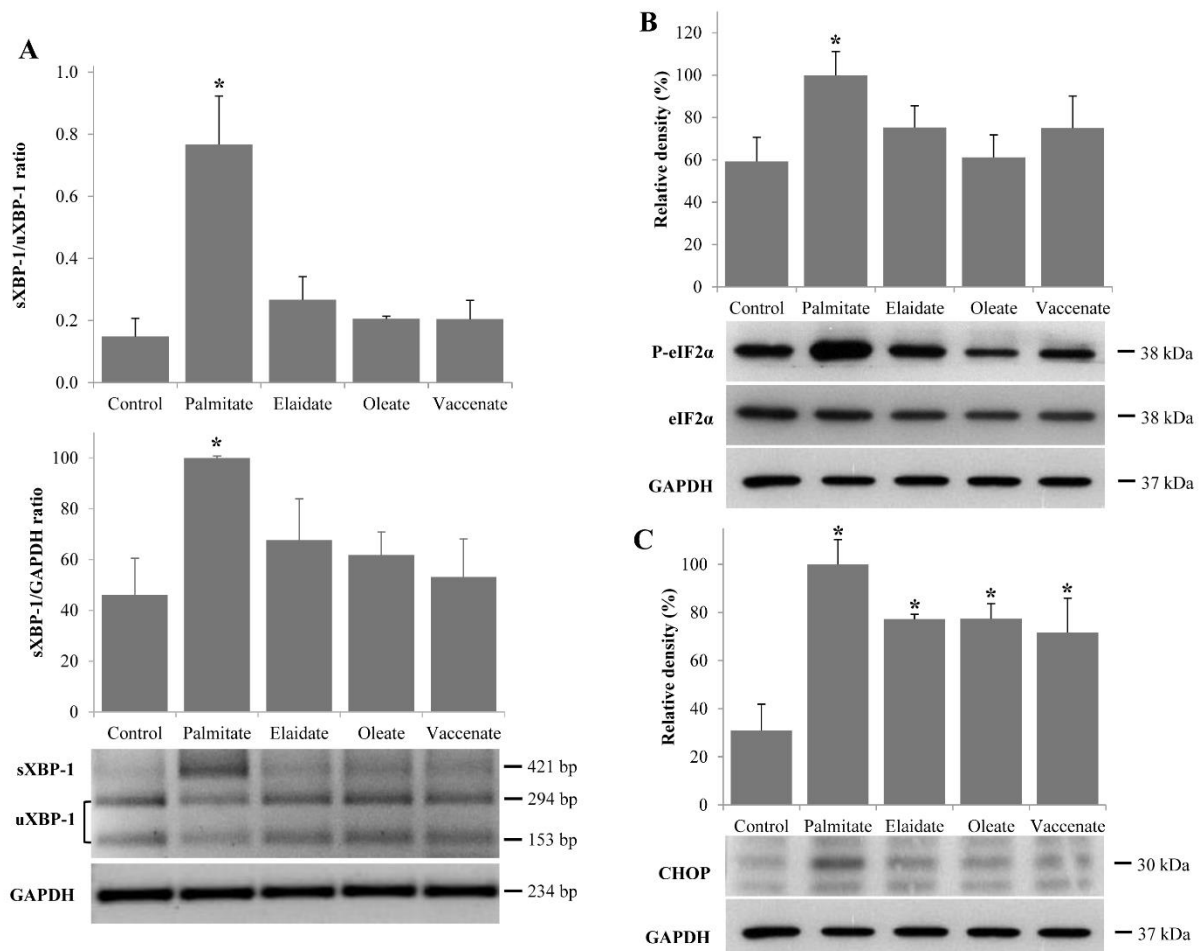 A
sXBP-1/uXBP-1 ratio
1.0
0.8
0.6
0.4
0.2
0.0
*
Control Palmitate Elaidate Oleate Vaccenate
sXBP-1/GAPDH ratio
100
80
60
40
20
0
*
Control Palmitate Elaidate Oleate Vaccenate
sXBP-1
421 bp
294 bp
uXBP-1
153 bp
GAPDH
234 bp
B
Relative density (%)
120
100
80
60
40
20
0
*
Control Palmitate Elaidate Oleate Vaccenate
P-eIF2α
38 kDa
eIF2α
38 kDa
GAPDH
37 kDa
C
Relative density (%)
100
80
60
40
20
0
* * * *
Control Palmitate Elaidate Oleate Vaccenate
CHOP
30 kDa
GAPDH
37 kDa